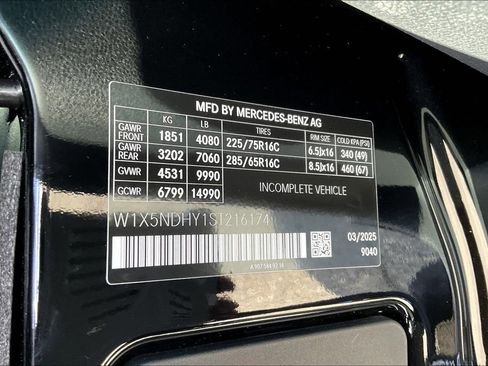 MFD BY MERCEDES-BENZ AG
KG LB TIRES RIM SIZE COLD KPA (PSI)
GAWR FRONT 1851 4080 225/75R16C 6.5Jx16 340 (49)
GAWR REAR 3202 7060 285/65R16C 8.5Jx16 460 (67)
GVWR 4531 9990
GCWR 6799 14990 INCOMPLETE VEHICLE
W1X5NDHY1ST216174
03/2025
9040